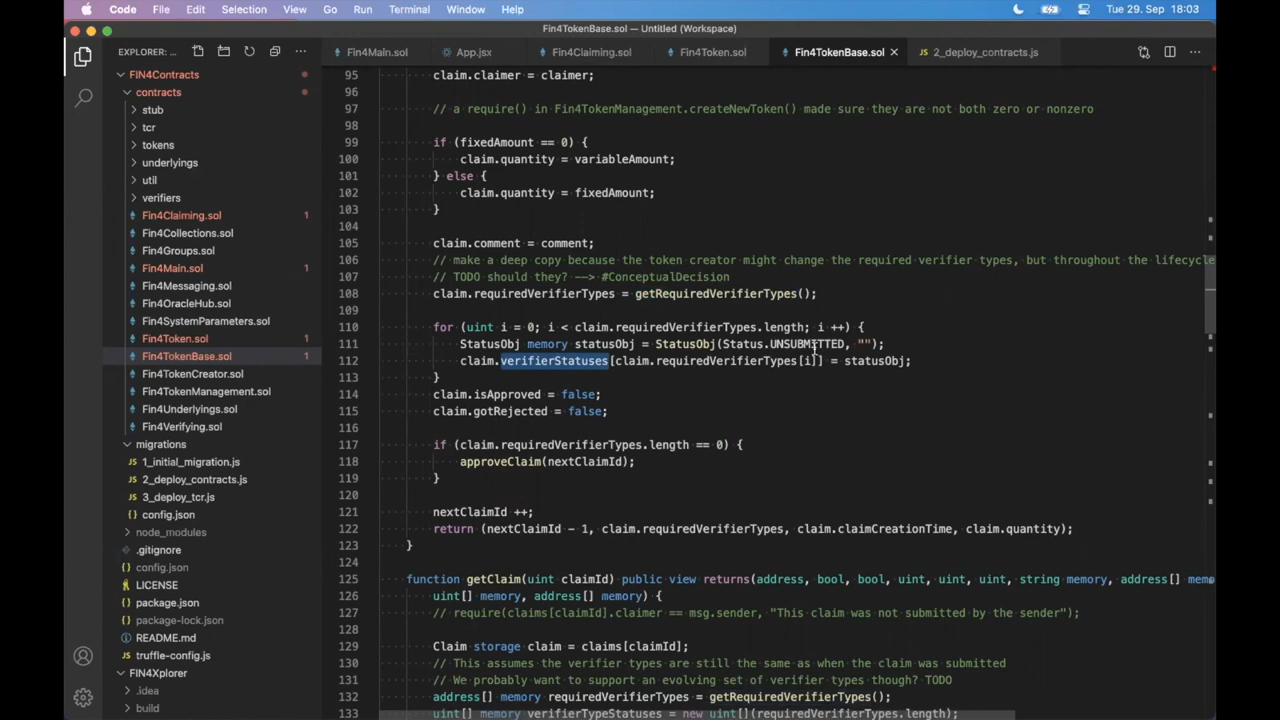 Code File Edit Selection View Go Run Terminal Window Help Tue 29. Sep 18:03
Fin4TokenBase.sol — Untitled (Workspace)
EXPLORER: ...
Fin4Main.sol App.jsx Fin4Claiming.sol Fin4Token.sol Fin4TokenBase.sol 2_deploy_contracts.js
FIN4Contracts
contracts
stub
tcr
tokens
underlyings
util
verifiers
Fin4Claiming.sol 1
Fin4Collections.sol
Fin4Groups.sol
Fin4Main.sol 1
Fin4Messaging.sol
Fin4OracleHub.sol
Fin4SystemParameters.sol
Fin4Token.sol 1
Fin4TokenBase.sol 1
Fin4TokenCreator.sol
Fin4TokenManagement.sol
Fin4Underlyings.sol
Fin4Verifying.sol
migrations
JS 1_initial_migration.js
JS 2_deploy_contracts.js
JS 3_deploy_tcr.js
config.json
node_modules
.gitignore
config.json
LICENSE
package.json
package-lock.json
README.md
JS truffle-config.js
FIN4Xplorer
.idea
build
95 claim.claimer = claimer;
96
97 // a require() in Fin4TokenManagement.createNewToken() made sure they are not both zero or nonzero
98
99 if (fixedAmount == 0) {
100 claim.quantity = variableAmount;
101 } else {
102 claim.quantity = fixedAmount;
103 }
104
105 claim.comment = comment;
106 // make a deep copy because the token creator might change the required verifier types, but throughout the lifecycle
107 // TODO should they? --> #ConceptualDecision
108 claim.requiredVerifierTypes = getRequiredVerifierTypes();
109
110 for (uint i = 0; i < claim.requiredVerifierTypes.length; i ++) {
111 StatusObj memory statusObj = StatusObj(Status.UNSUBMITTED, "");
112 claim.verifierStatuses[claim.requiredVerifierTypes[i]] = statusObj;
113 }
114 claim.isApproved = false;
115 claim.gotRejected = false;
116
117 if (claim.requiredVerifierTypes.length == 0) {
118 approveClaim(nextClaimId);
119 }
120
121 nextClaimId ++;
122 return (nextClaimId - 1, claim.requiredVerifierTypes, claim.claimCreationTime, claim.quantity);
123 }
124
125 function getClaim(uint claimId) public view returns(address, bool, bool, uint, uint, uint, string memory, address[] memo
126 uint[] memory, address[] memory) {
127 // require(claims[claimId].claimer == msg.sender, "This claim was not submitted by the sender");
128
129 Claim storage claim = claims[claimId];
130 // This assumes the verifier types are still the same as when the claim was submitted
131 // We probably want to support an evolving set of verifier types though? TODO
132 address[] memory requiredVerifierTypes = getRequiredVerifierTypes();
133 uint[] memory verifierTypeStatuses = new uint[](requiredVerifierTypes.length);